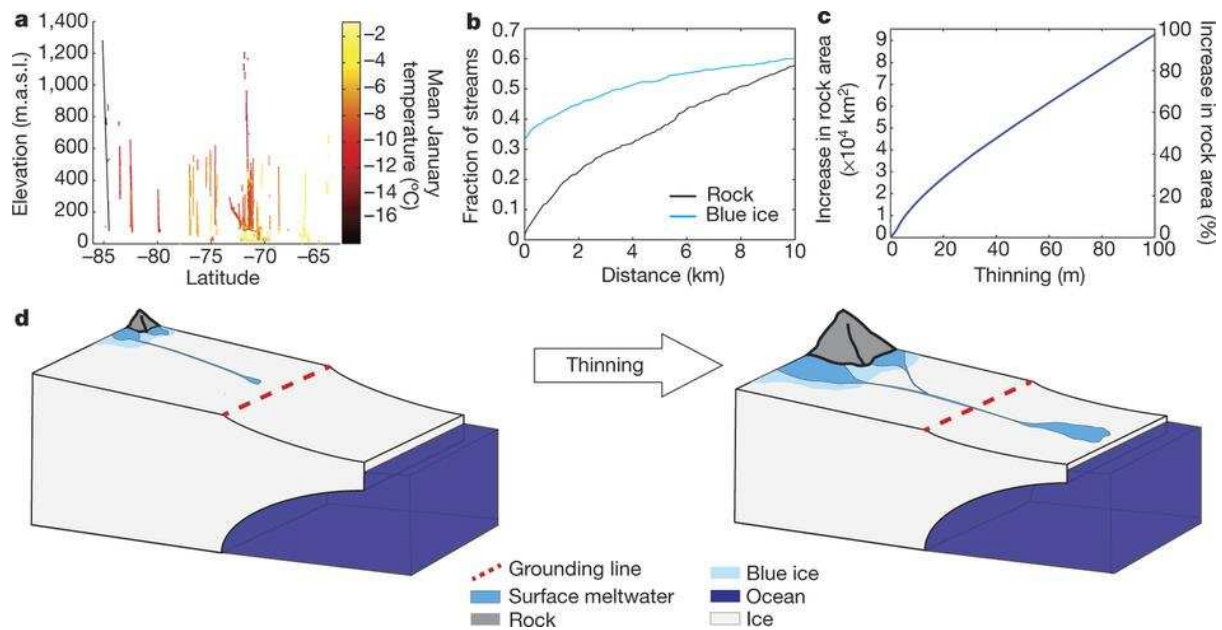 a
1,400
1,200
1,000
800
600
400
200
0
Elevation (m.a.s.l.)
−85
−80
−75
−70
−65
Latitude
−2
−4
−6
−8
−10
−12
−14
−16
Mean January
temperature (°C)
b
0.7
0.6
0.5
0.4
0.3
0.2
0.1
0
Fraction of streams
Rock
Blue ice
0
2
4
6
8
10
Distance (km)
c
9
8
7
6
5
4
3
2
1
0
Increase in rock area
(×10⁴ km²)
100
80
60
40
20
0
Increase in
rock area (%)
0
20
40
60
80
100
Thinning (m)
d
Thinning
Grounding line
Surface meltwater
Rock
Blue ice
Ocean
Ice